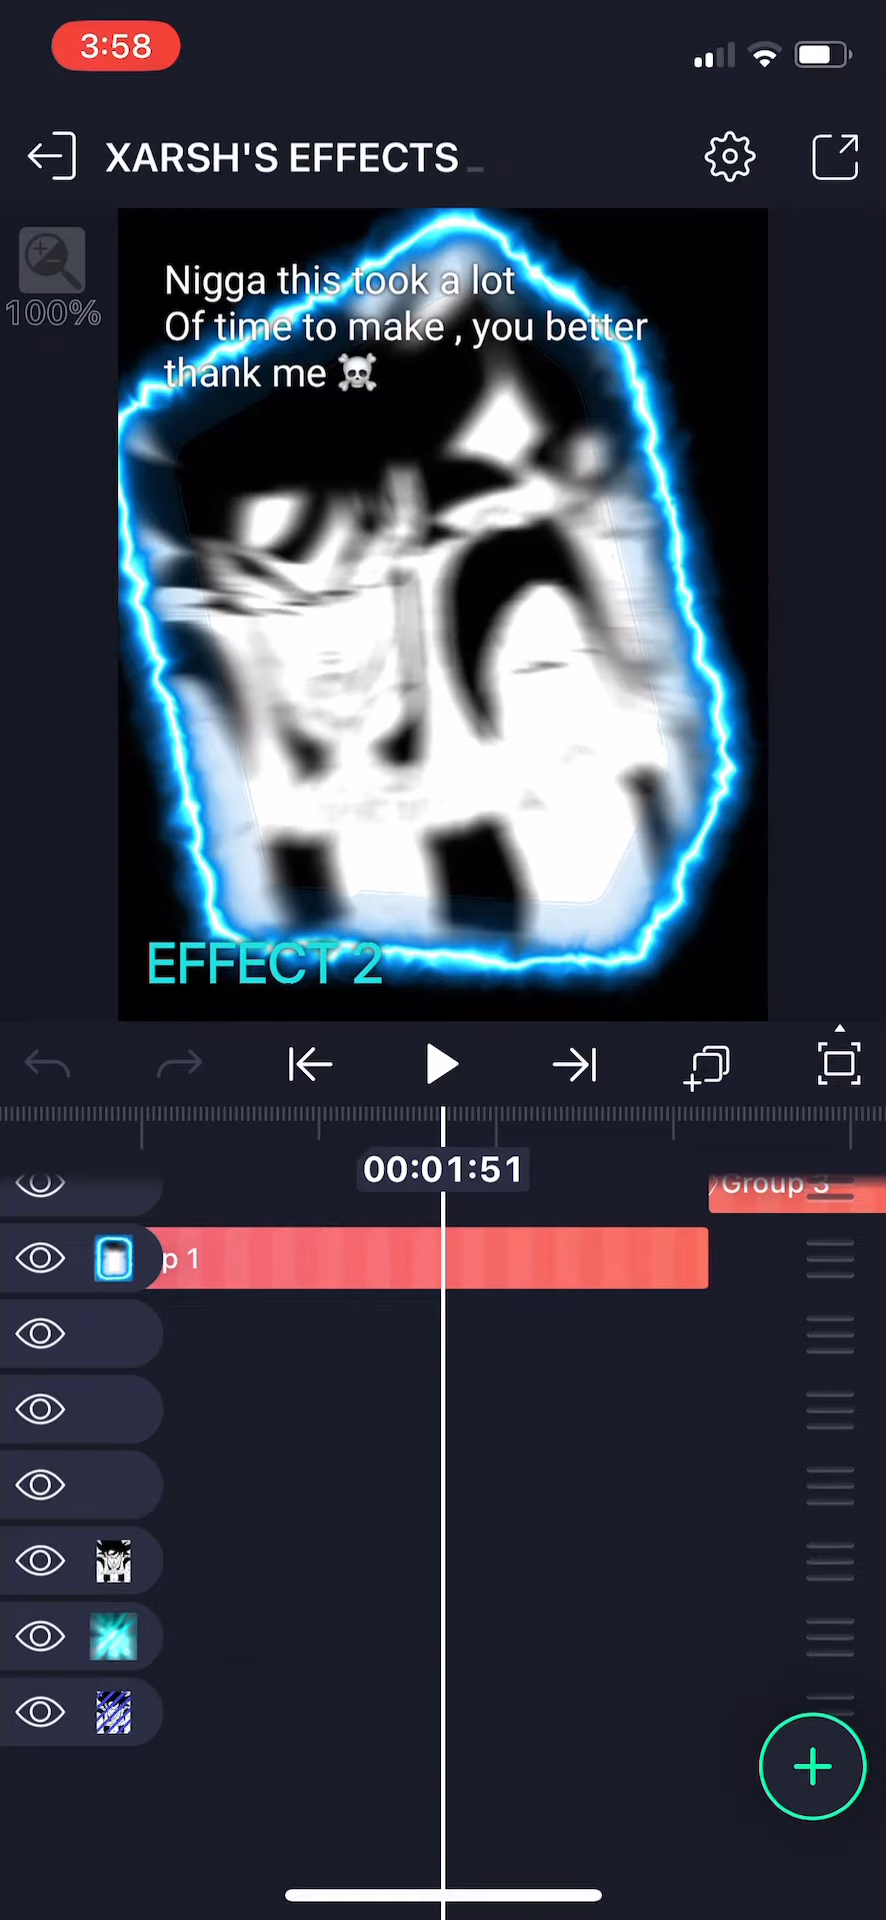 3:58
XARSH'S EFFECTS
100%
Nigga this took a lot
Of time to make , you better
thank me ☠️
EFFECT 2
00:01:51
Group 3
p 1